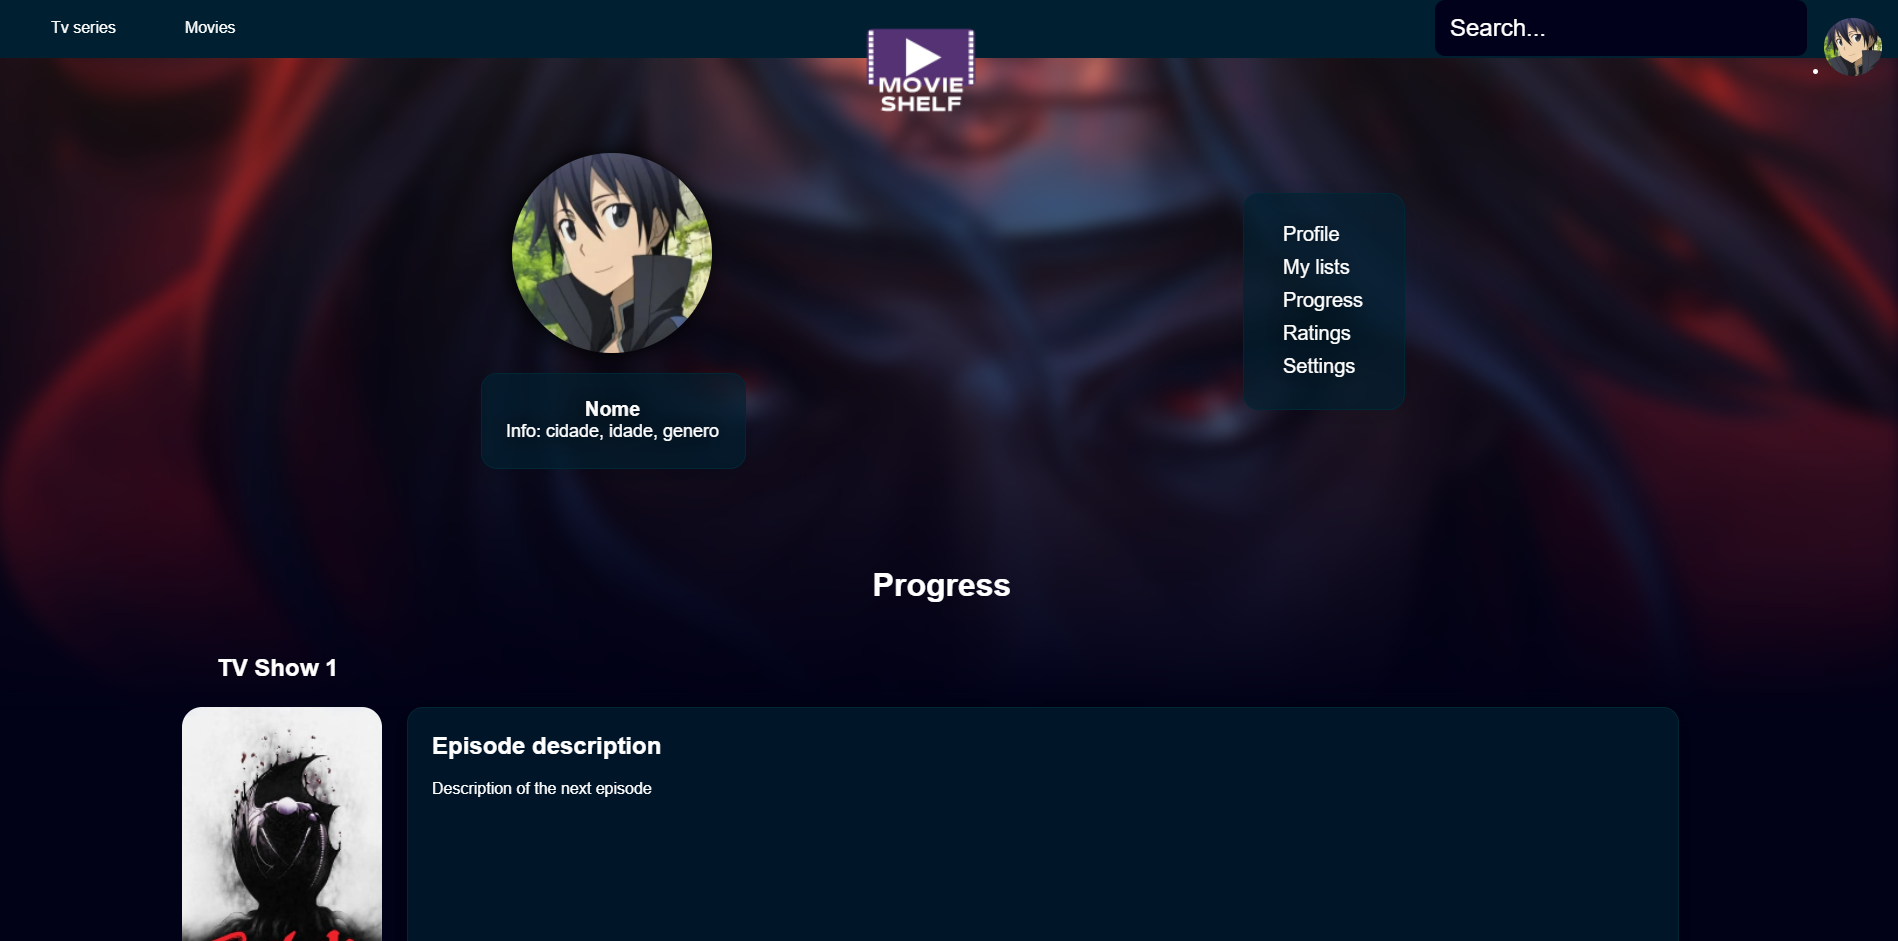 Tv series
Movies
Search...
MOVIE
SHELF
Profile
My lists
Progress
Ratings
Settings
Nome
Info: cidade, idade, genero
Progress
TV Show 1
Episode description
Description of the next episode